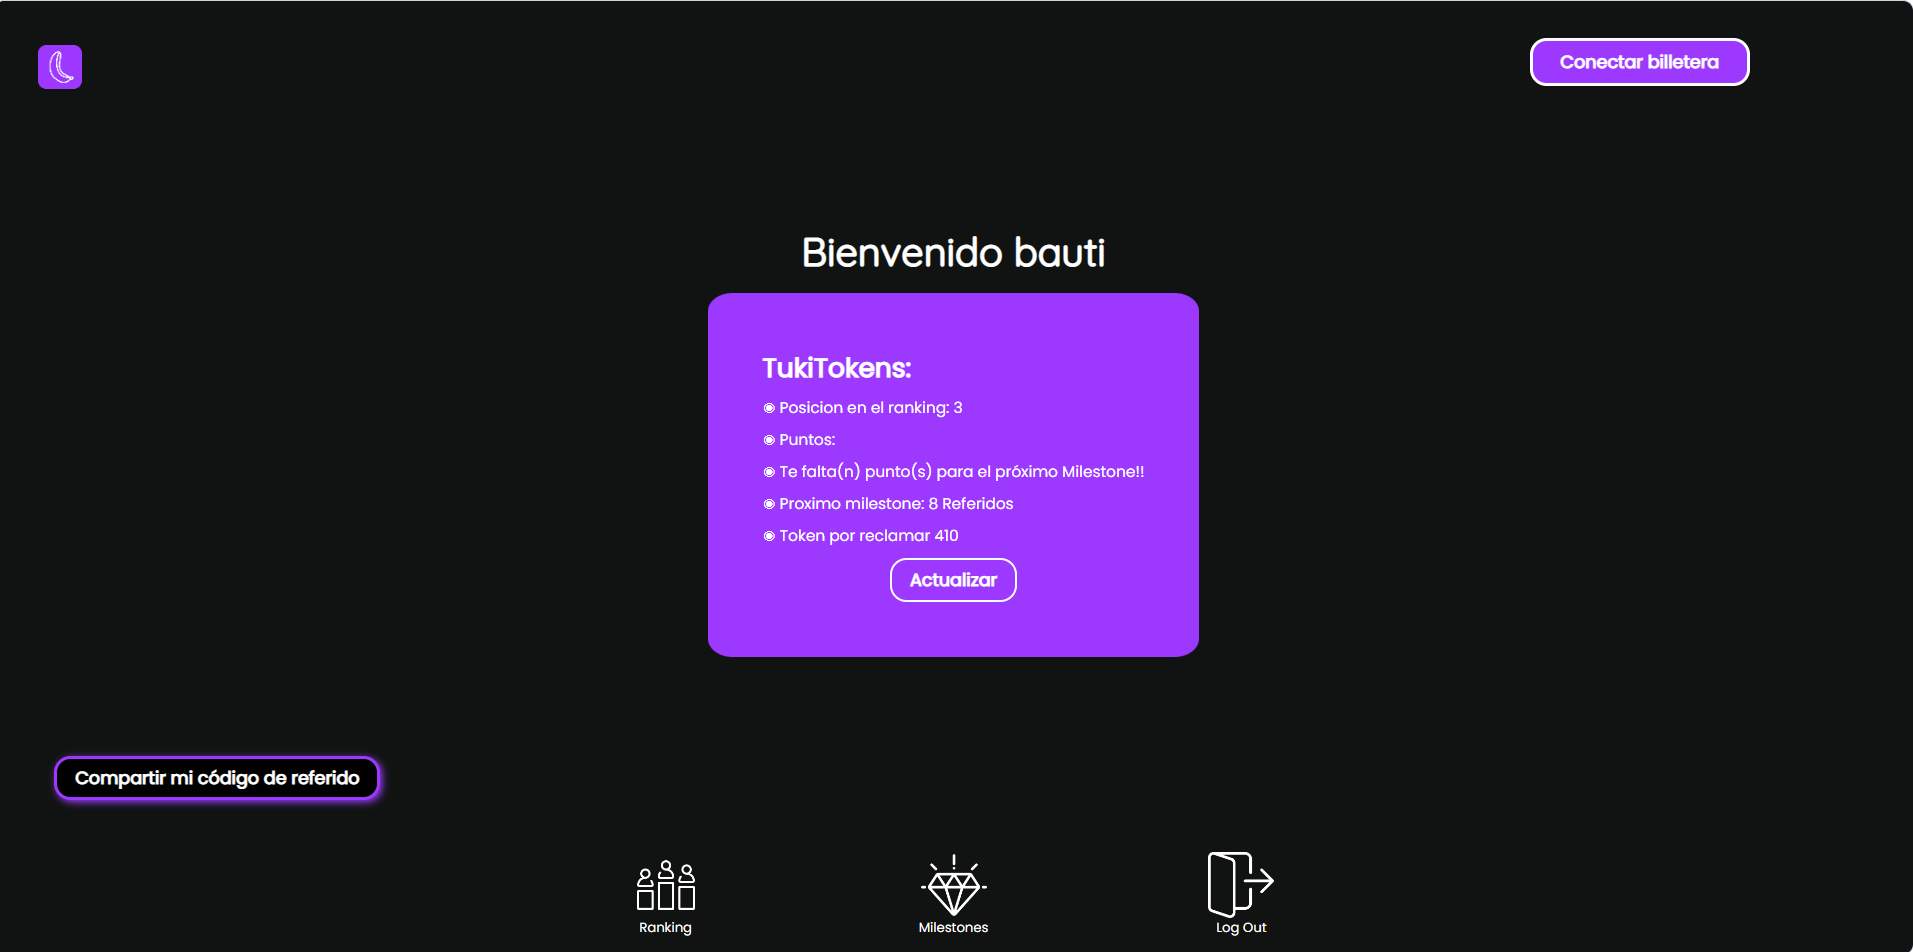 Conectar billetera
Bienvenido bauti
TukiTokens:
◉ Posicion en el ranking: 3
◉ Puntos:
◉ Te falta(n) punto(s) para el próximo Milestone!!
◉ Proximo milestone: 8 Referidos
◉ Token por reclamar 410
Actualizar
Compartir mi código de referido
Ranking
Milestones
Log Out